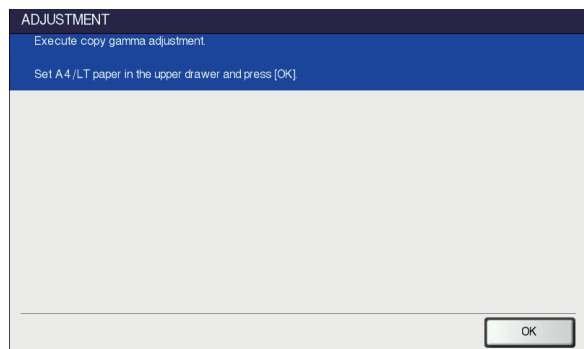 ADJUSTMENT
Execute copy gamma adjustment.
Set A4/LT paper in the upper drawer and press [OK].
OK